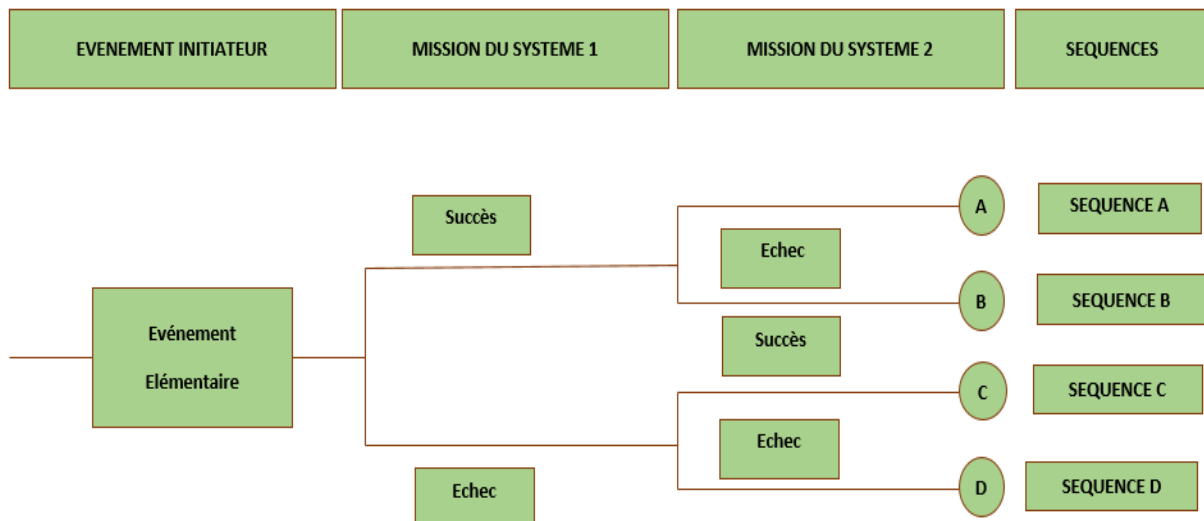 EVENEMENT INITIATEUR
MISSION DU SYSTEME 1
MISSION DU SYSTEME 2
SEQUENCES
Succès
A
SEQUENCE A
Echec
B
SEQUENCE B
Evénement
Elémentaire
Succès
C
SEQUENCE C
Echec
Echec
D
SEQUENCE D